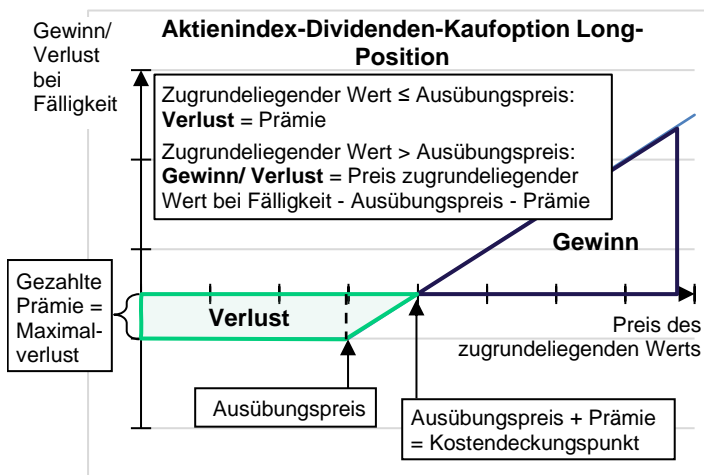 Gewinn/
Verlust
bei
Fälligkeit
Aktienindex-Dividenden-Kaufoption Long-
Position
Zugrundeliegender Wert ≤ Ausübungspreis:
Verlust = Prämie
Zugrundeliegender Wert > Ausübungspreis:
Gewinn/ Verlust = Preis zugrundeliegender
Wert bei Fälligkeit - Ausübungspreis - Prämie
Gewinn
Gezahlte
Prämie =
Maximal-
verlust
Verlust
Preis des
zugrundeliegenden Werts
Ausübungspreis
Ausübungspreis + Prämie
= Kostendeckungspunkt